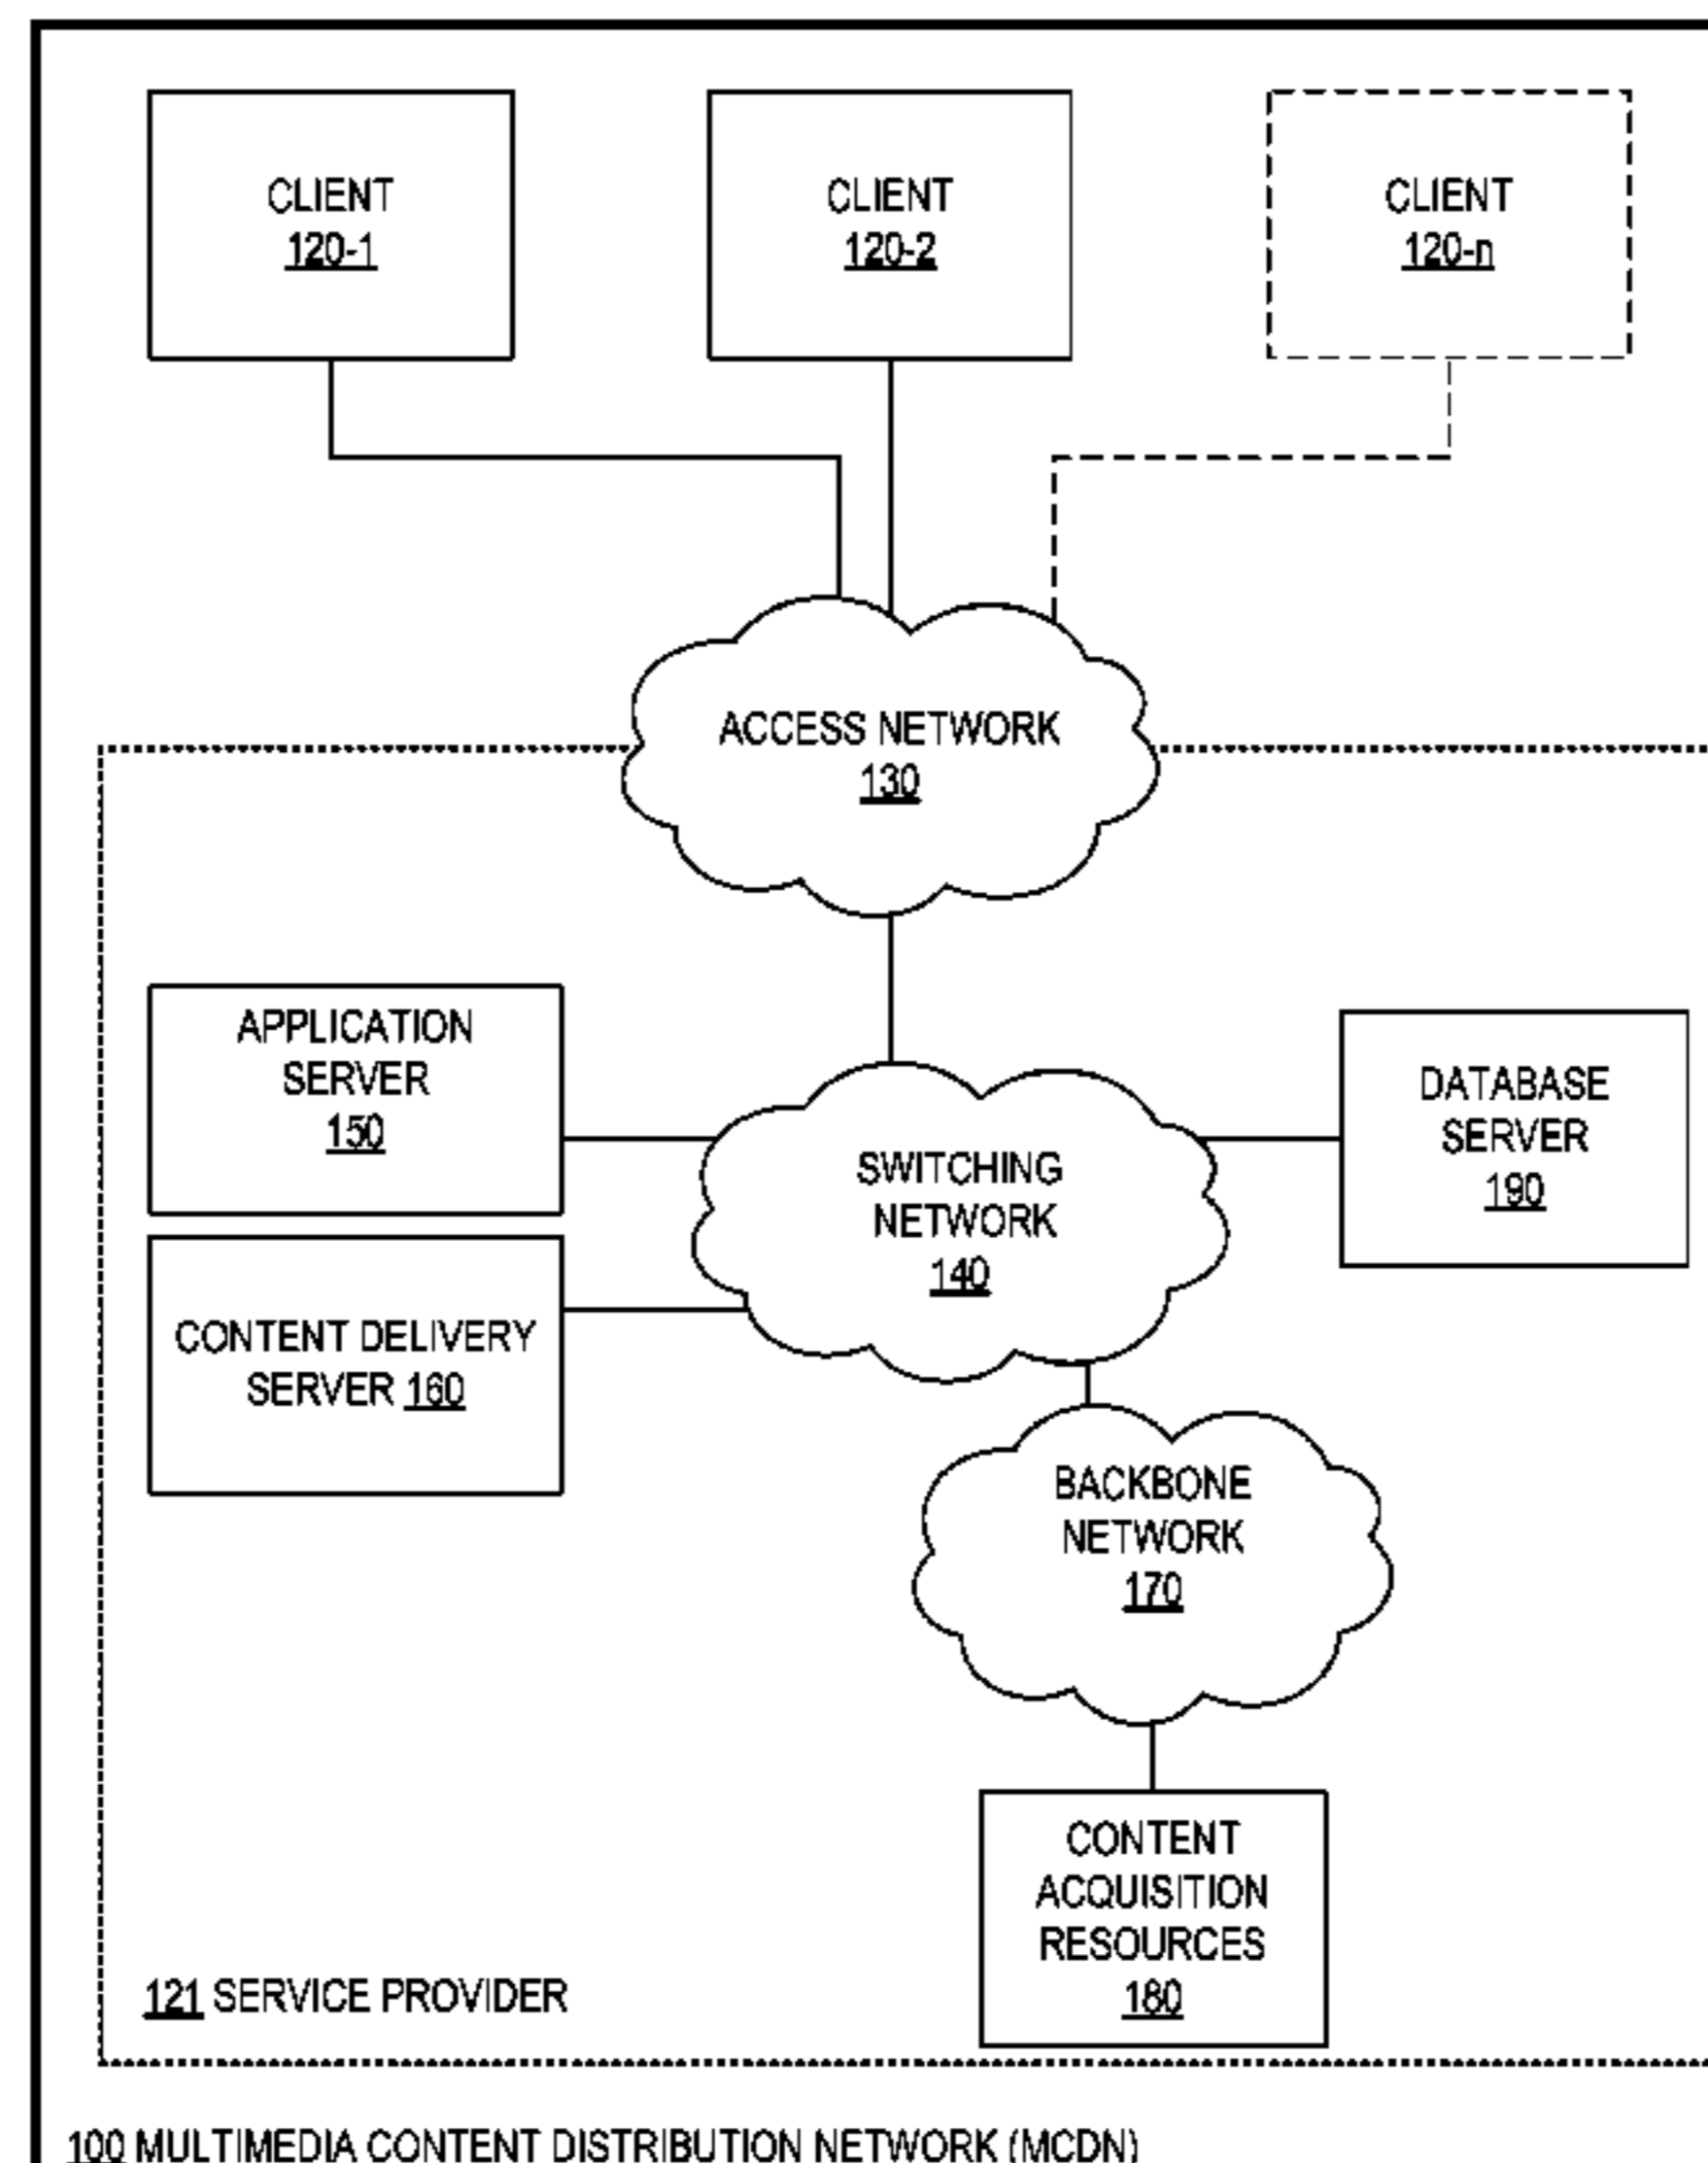 CLIENT
120-1
CLIENT
120-2
CLIENT
120-n
ACCESS NETWORK
130
APPLICATION
SERVER
150
DATABASE
SERVER
190
SWITCHING
NETWORK
140
CONTENT DELIVERY
SERVER 160
BACKBONE
NETWORK
170
CONTENT
ACQUISITION
RESOURCES
180
121 SERVICE PROVIDER
100 MULTIMEDIA CONTENT DISTRIBUTION NETWORK (MCDN)